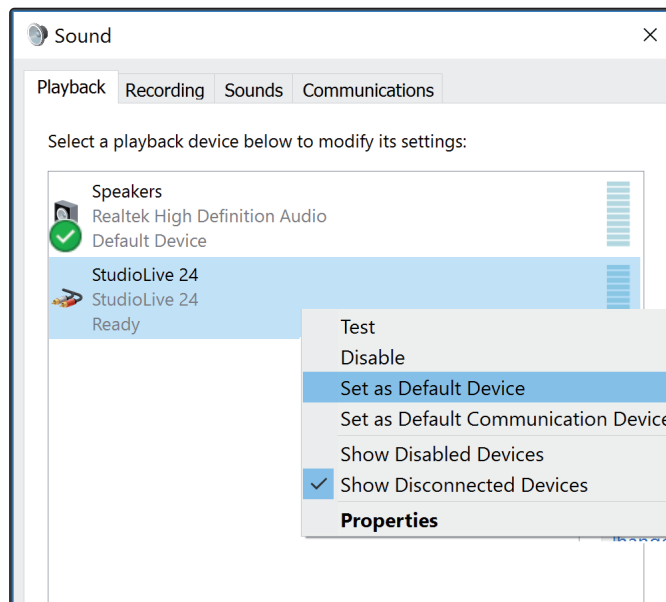 Sound
Playback Recording Sounds Communications
Select a playback device below to modify its settings:
Speakers
Realtek High Definition Audio
Default Device
StudioLive 24
StudioLive 24
Ready
Test
Disable
Set as Default Device
Set as Default Communication Device
Show Disabled Devices
Show Disconnected Devices
Properties